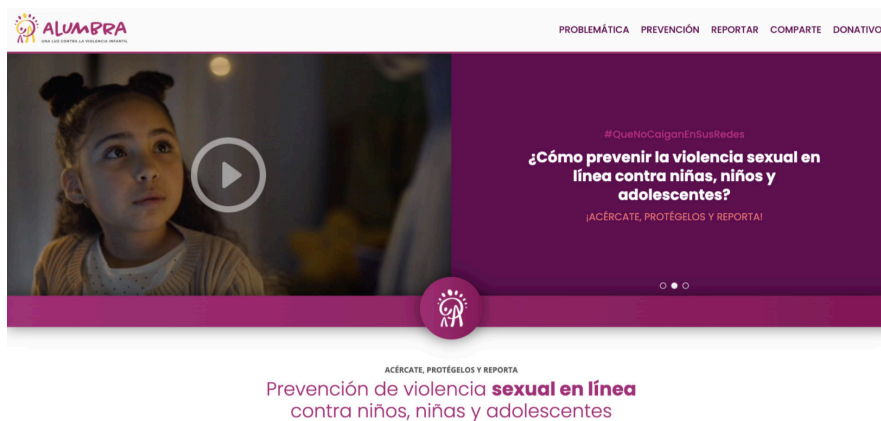 ALUMBRA
UNA LUZ CONTRA LA VIOLENCIA INFANTIL
PROBLEMÁTICA PREVENCIÓN REPORTAR COMPARTE DONATIVO
#QueNoCaiganEnSusRedes
¿Cómo prevenir la violencia sexual en
línea contra niñas, niños y
adolescentes?
¡ACÉRCATE, PROTÉGELOS Y REPORTA!
ACÉRCATE, PROTÉGELOS Y REPORTA
Prevención de violencia sexual en línea
contra niños, niñas y adolescentes